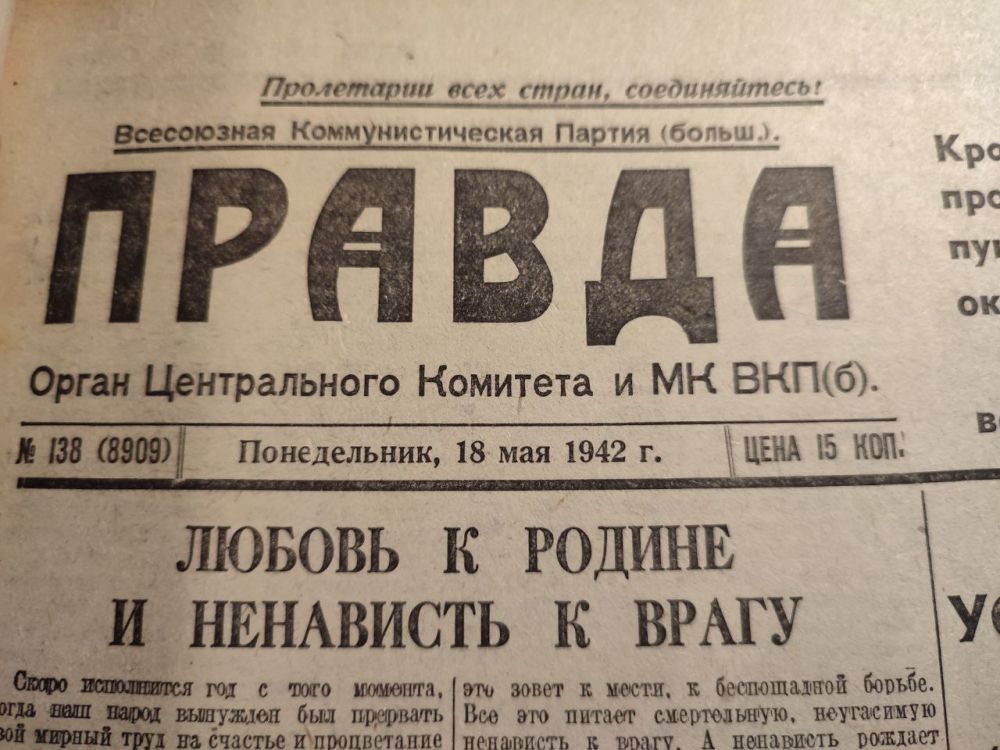 Пролетарии всех стран, соединяйтесь!
Всесоюзная Коммунистическая Партия (больш.).
ПРАВДА
Орган Центрального Комитета и МК ВКП(б).
№ 138 (8909)
Понедельник, 18 мая 1942 г.
ЦЕНА 15 КОП.
ЛЮБОВЬ К РОДИНЕ
И НЕНАВИСТЬ К ВРАГУ
Скоро исполнится год с того момента,
наш народ вынужден был прервать
мирный труд на счастье и процветание
это зовет к мести, к беспощадной борьбе.
Все это питает смертельную, неугасимую
ненависть к врагу. А ненависть рождает